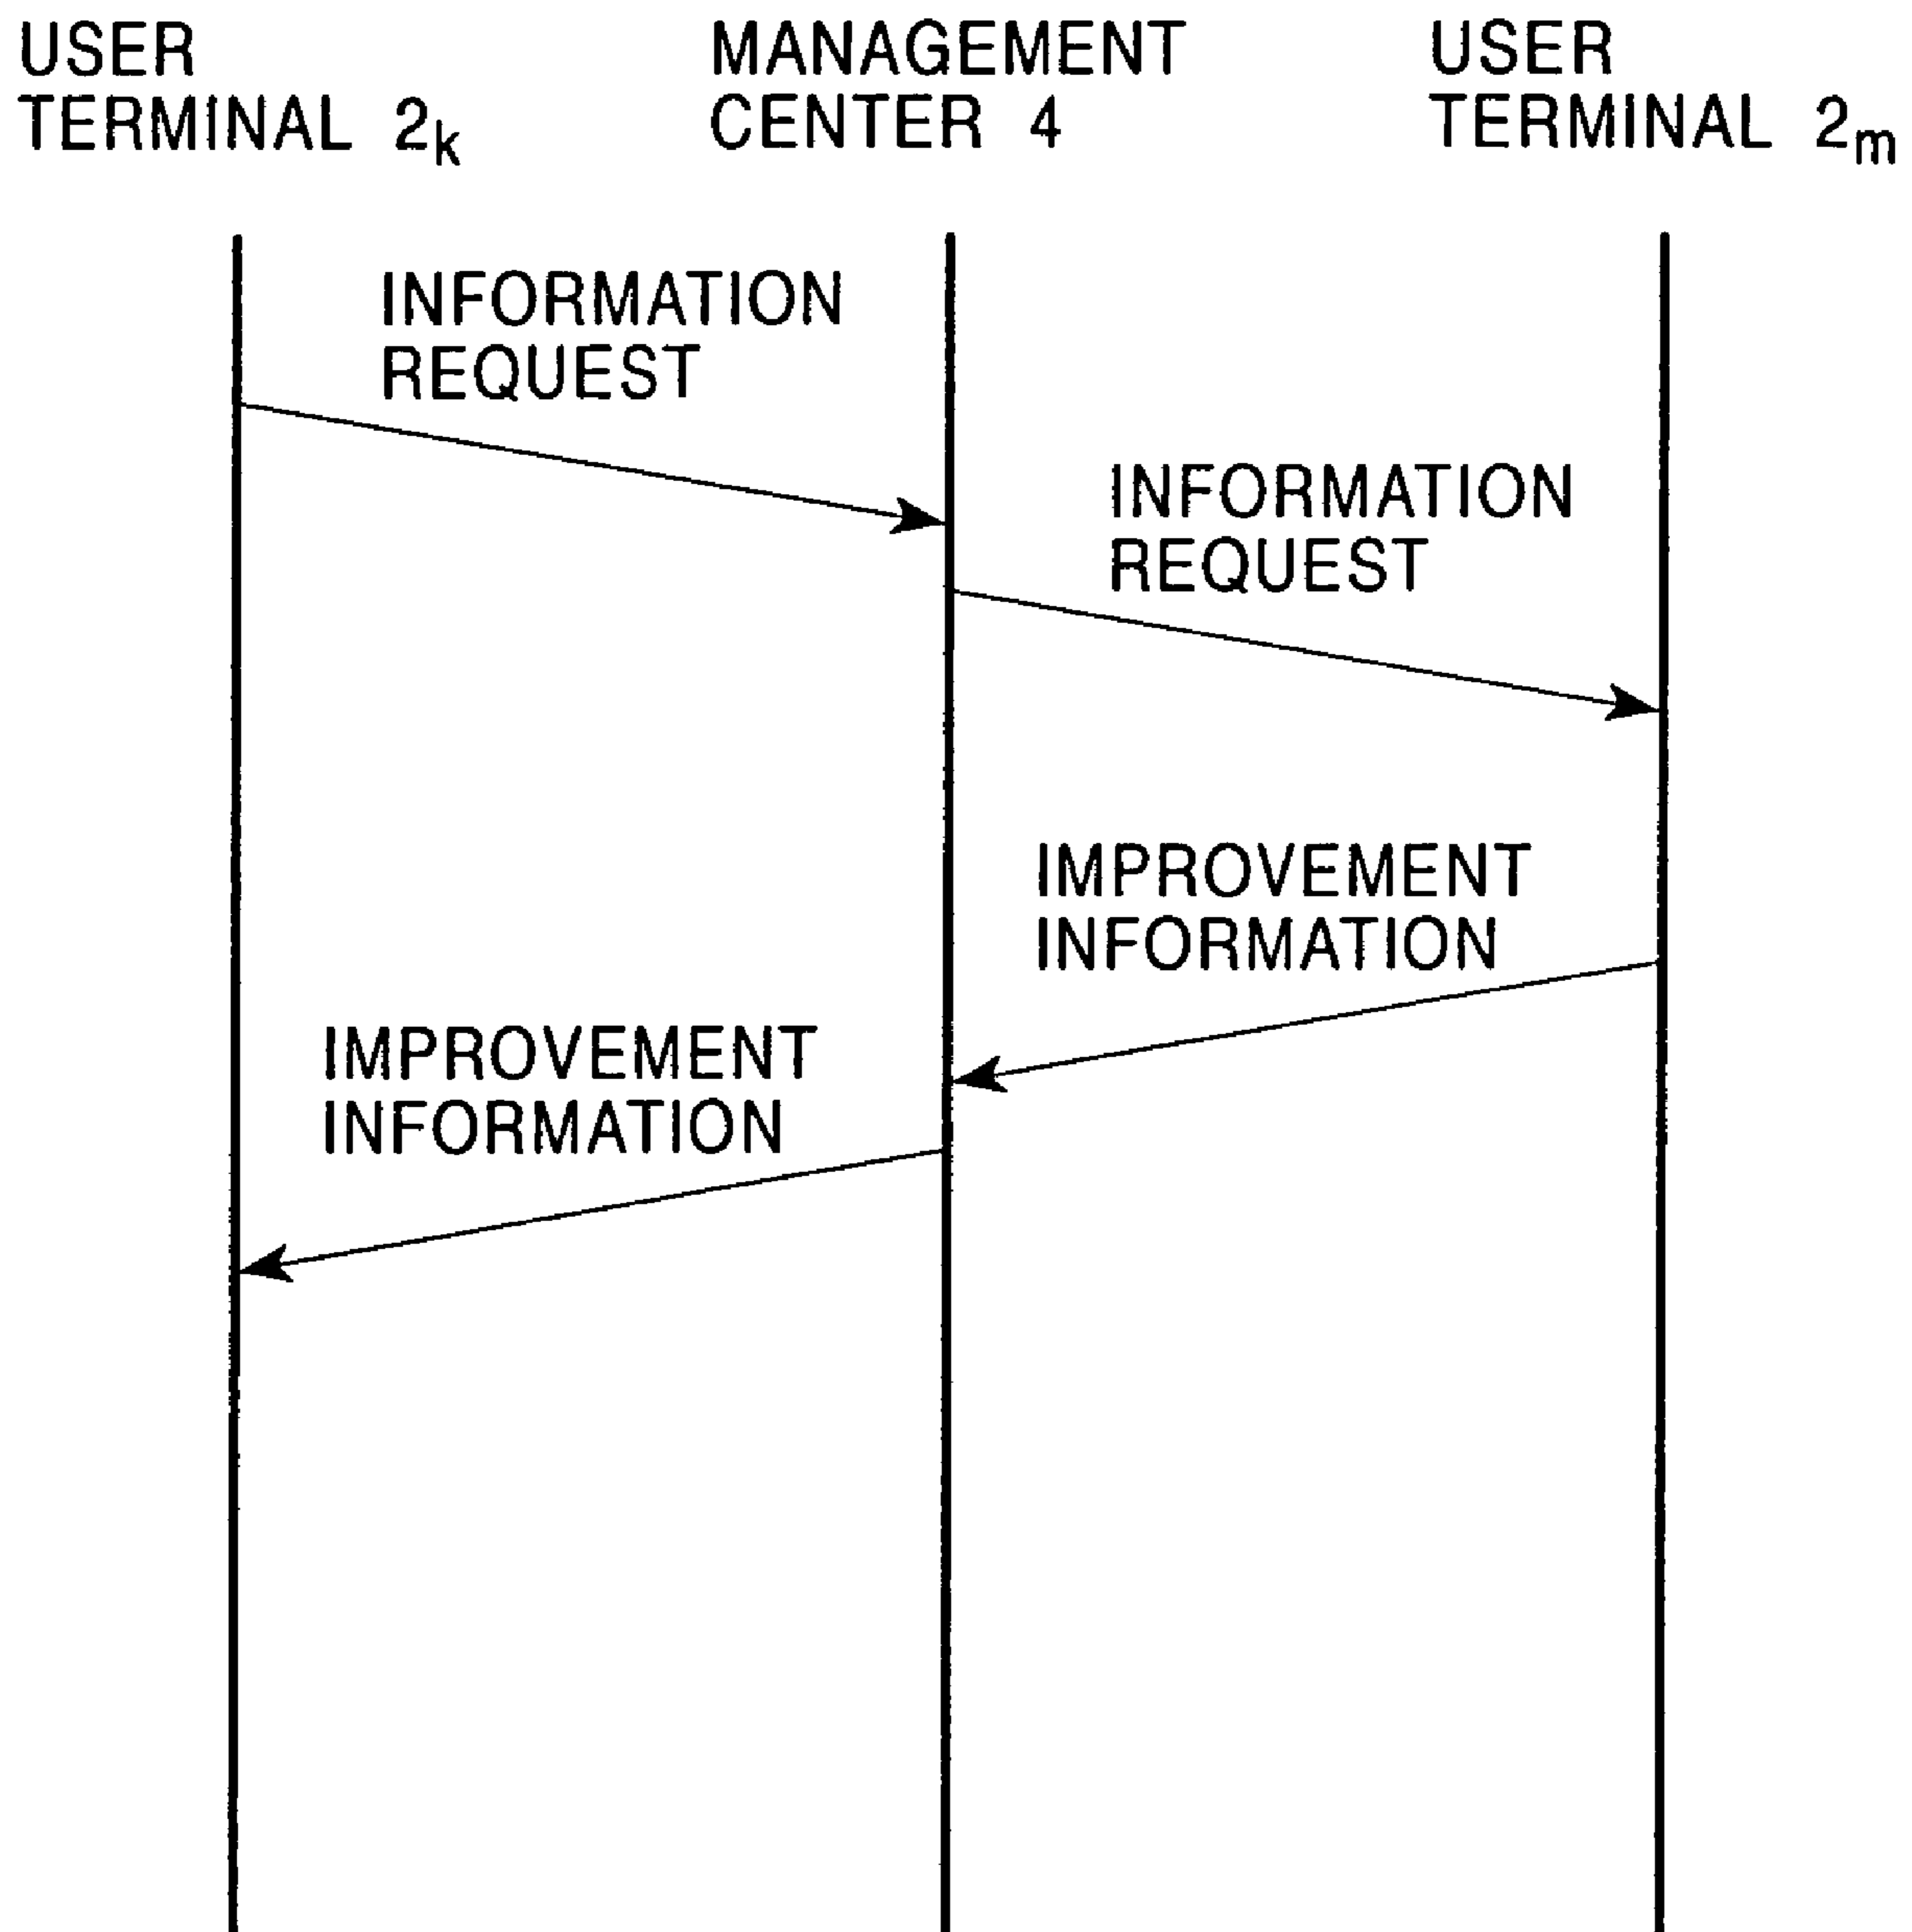 USER
TERMINAL 2k
MANAGEMENT
CENTER 4
USER
TERMINAL 2m
INFORMATION
REQUEST
INFORMATION
REQUEST
IMPROVEMENT
INFORMATION
IMPROVEMENT
INFORMATION